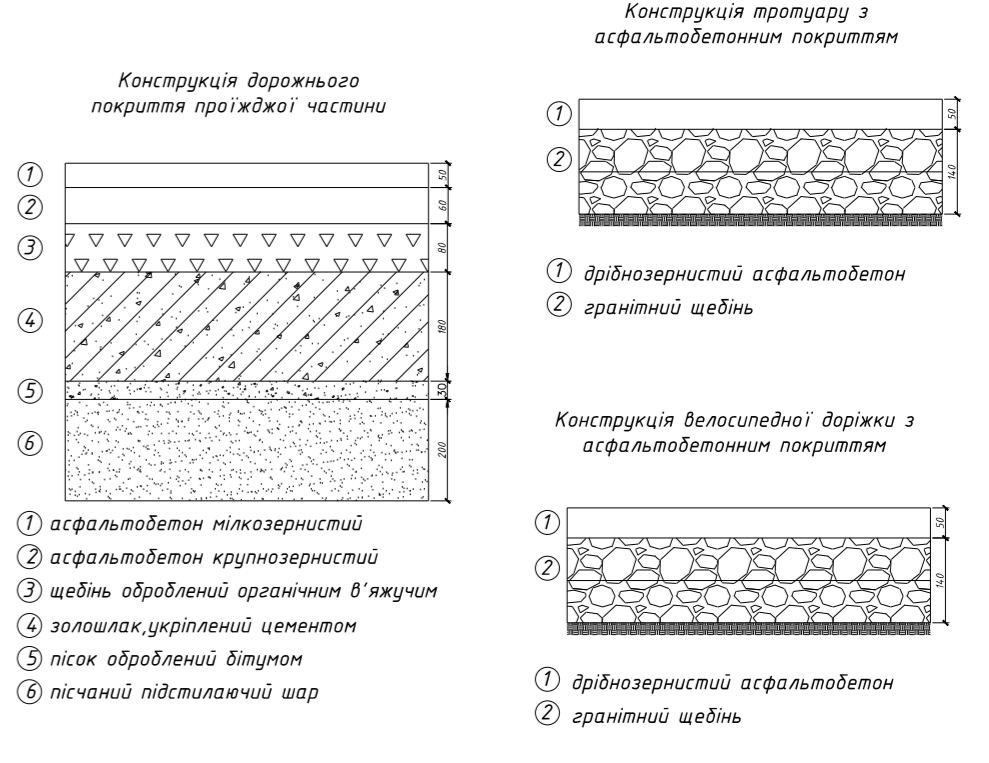 Конструкція дорожнього
покриття проїжджої частини
1
2
3
4
5
6
50
60
80
180
30
200
1 асфальтобетон мілкозернистий
2 асфальтобетон крупнозернистий
3 щебінь оброблений органічним в'яжучим
4 золошлак,укріплений цементом
5 пісок оброблений бітумом
6 пісчаний підстилаючий шар
Конструкція тротуару з
асфальтобетонним покриттям
1
2
50
140
1 дрібнозернистий асфальтобетон
2 гранітний щебінь
Конструкція велосипедної доріжки з
асфальтобетонним покриттям
1
2
50
140
1 дрібнозернистий асфальтобетон
2 гранітний щебінь